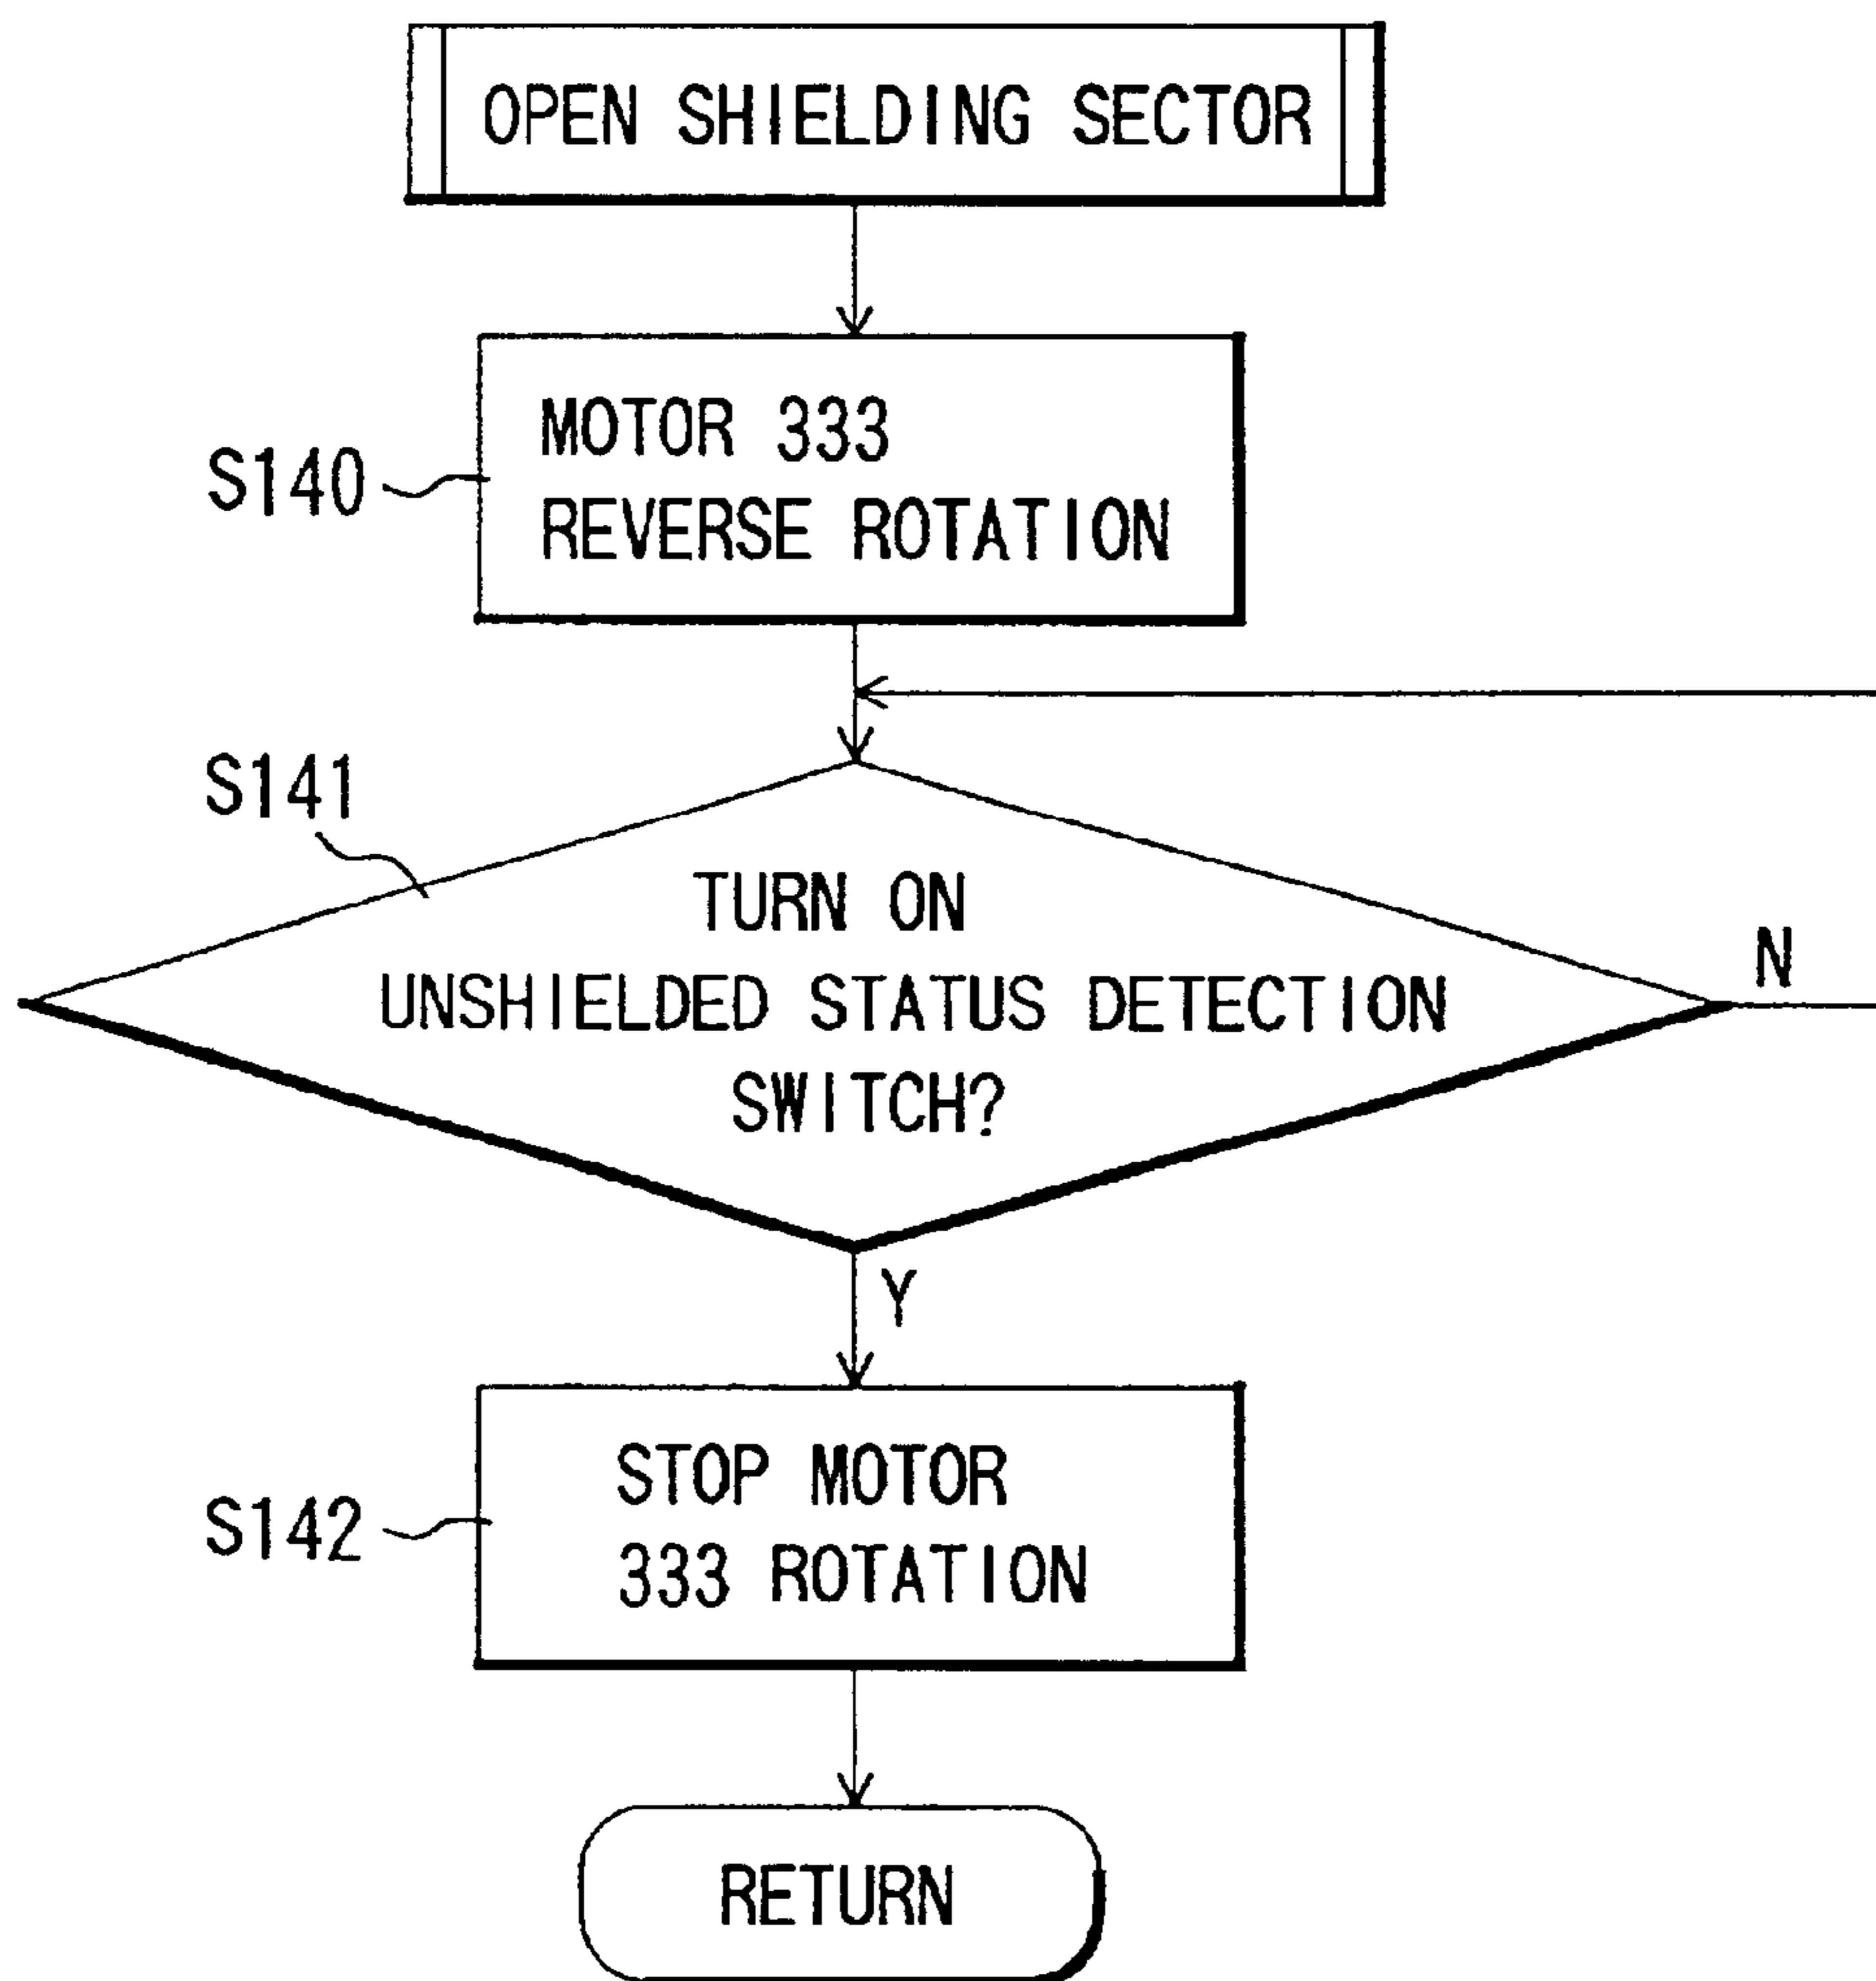 OPEN SHIELDING SECTOR
S140
MOTOR 333
REVERSE ROTATION
S141
TURN ON
UNSHIELDED STATUS DETECTION
SWITCH?
N
Y
S142
STOP MOTOR
333 ROTATION
RETURN